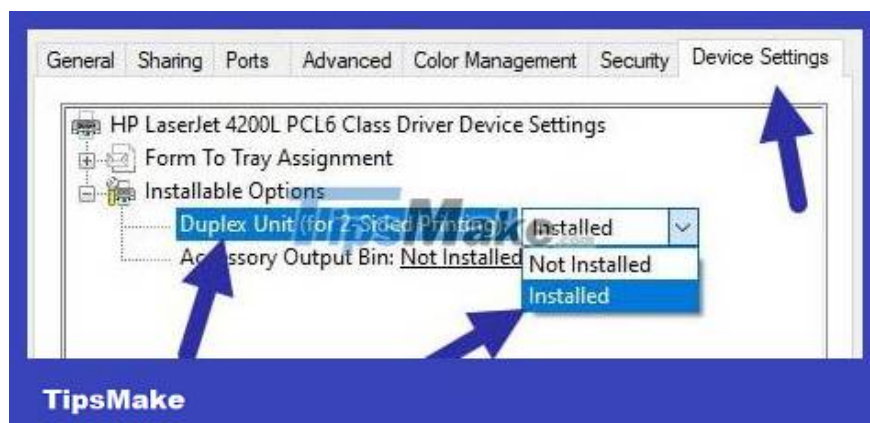 General Sharing Ports Advanced Color Management Security Device Settings
HP LaserJet 4200L PCL6 Class Driver Device Settings
Form To Tray Assignment
Installable Options
Duplex Unit (for 2-Sided Printing): Installed
Accessory Output Bin: Not Installed
Not Installed
Installed
TipsMake.com
TipsMake